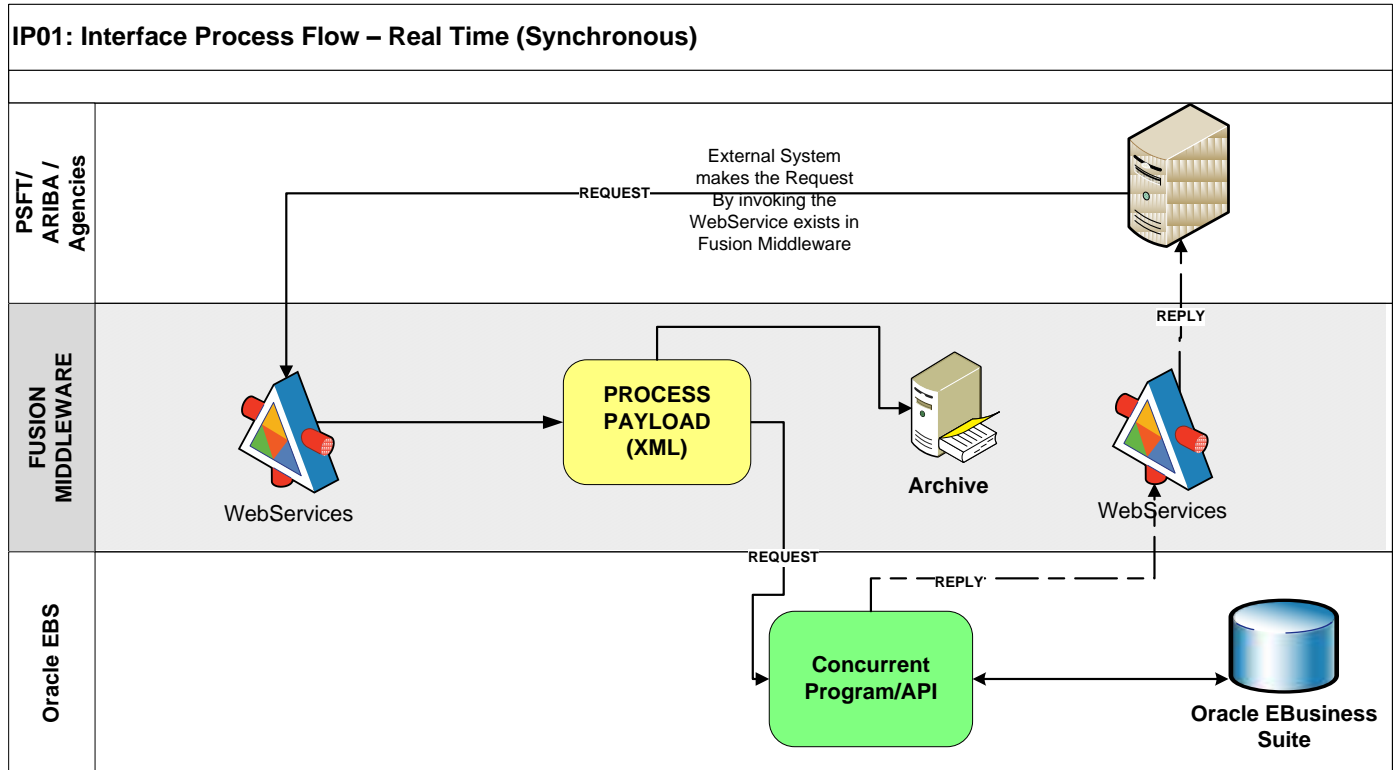 IP01: Interface Process Flow – Real Time (Synchronous)
PSFT/
ARIBA /
Agencies
External System
makes the Request
By invoking the
WebService exists in
Fusion Middleware
REQUEST
FUSION
MIDDLEWARE
WebServices
PROCESS
PAYLOAD
(XML)
Archive
REPLY
WebServices
Oracle EBS
REQUEST
REPLY
Concurrent
Program/API
Oracle EBusiness
Suite